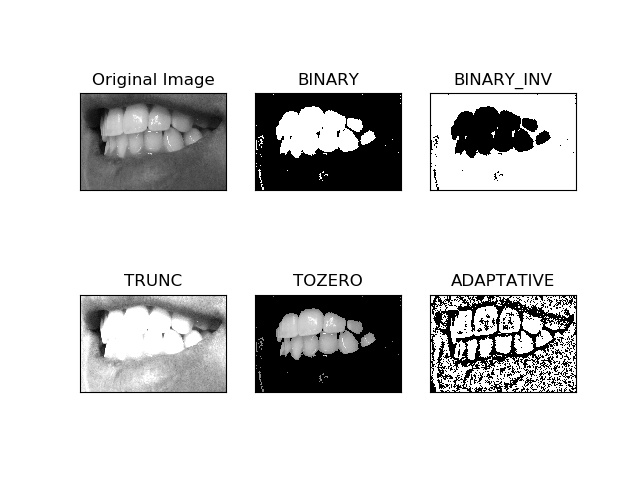 Original Image
BINARY
BINARY_INV
TRUNC
TOZERO
ADAPTATIVE